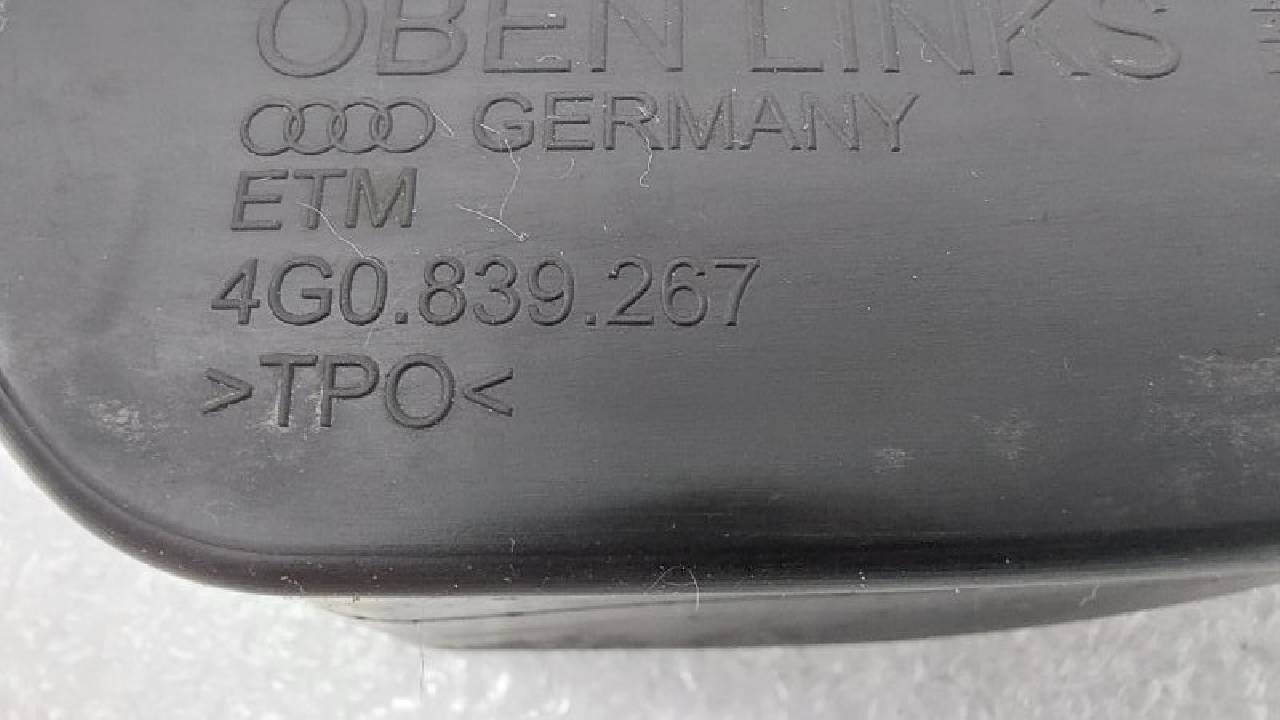 OBEN LINKS
GERMANY
ETM
4G0.839.267
>TPO<